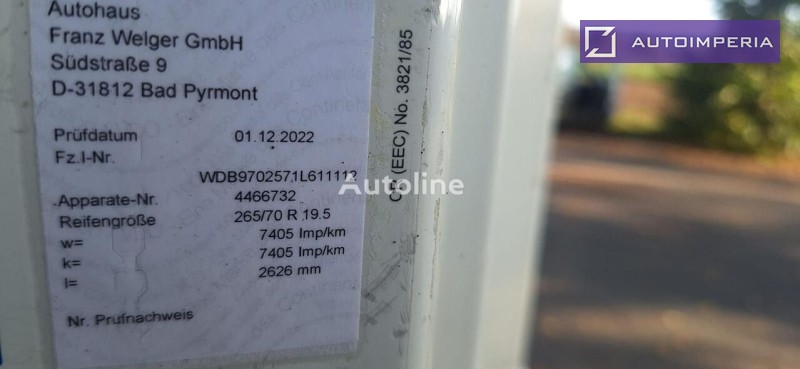 Autohaus
Franz Welger GmbH
Südstraße 9
D-31812 Bad Pyrmont
Prüfdatum 01.12.2022
Fz.I-Nr.
WDB9702571L611112
Apparate-Nr. 4466732
Reifengröße 265/70 R 19.5
w= 7405 Imp/km
k= 7405 Imp/km
l= 2626 mm
Nr. Prufnachweis
(EEC) No. 3821/85
Autoline
AUTOIMPERIA